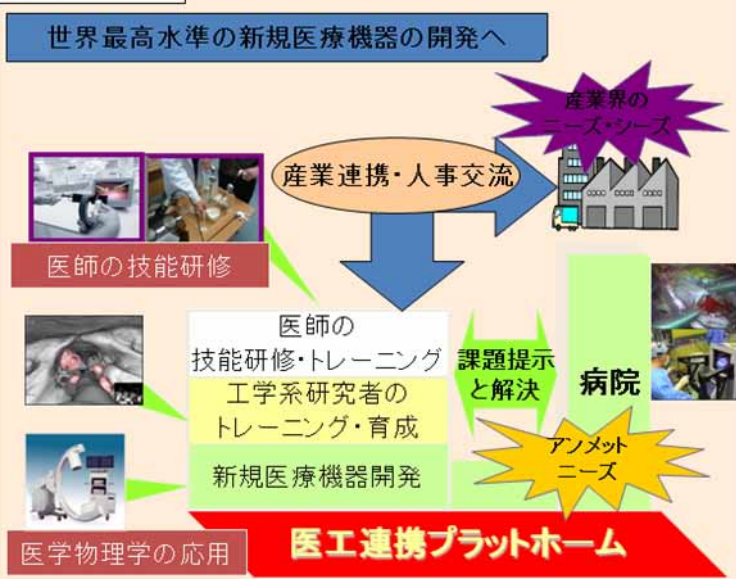 世界最高水準の新規医療機器の開発へ
産業界の
ニーズ・シーズ
産業連携・人事交流
医師の技能研修
医師の
技能研修・トレーニング
工学系研究者の
トレーニング・育成
新規医療機器開発
課題提示
と解決
病院
アンメット
ニーズ
医学物理学の応用
医工連携プラットホーム